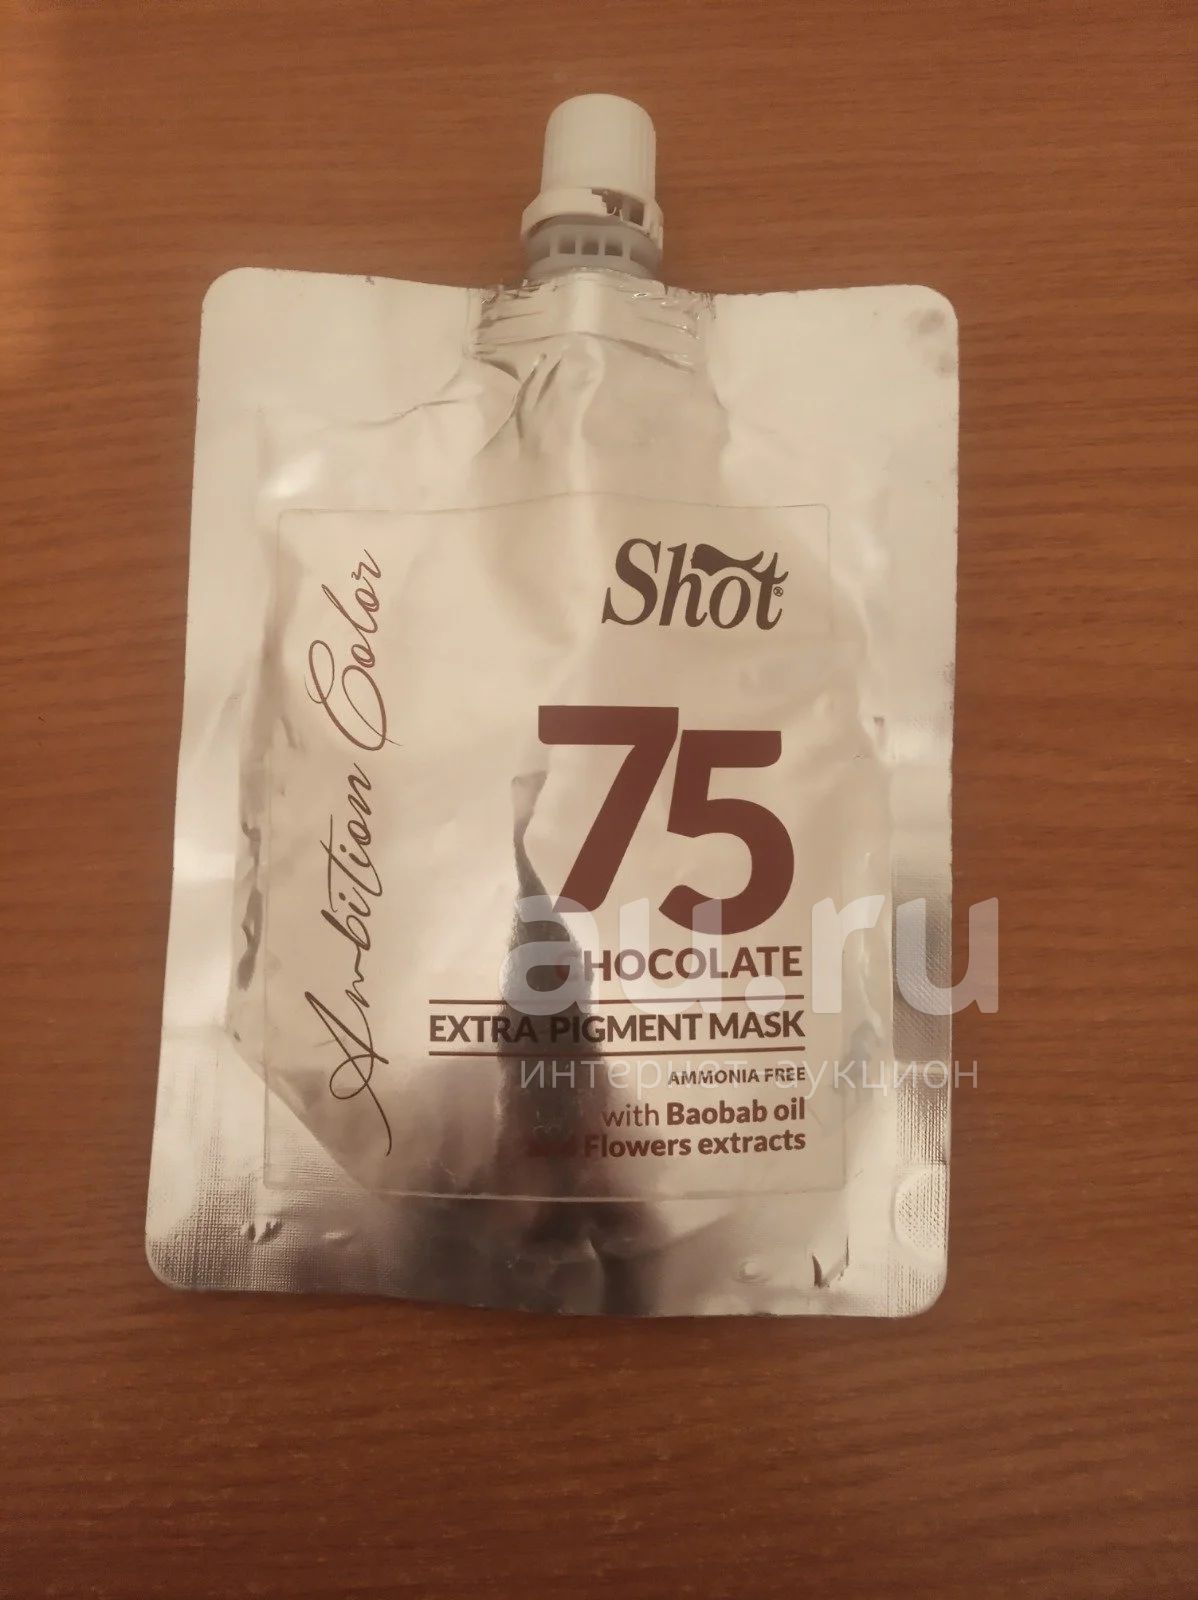 Shot®
Ambition Color
75
CHOCOLATE
EXTRA PIGMENT MASK
AMMONIA FREE
with Baobab oil
and Flowers extracts
au.ru
интернет-аукцион